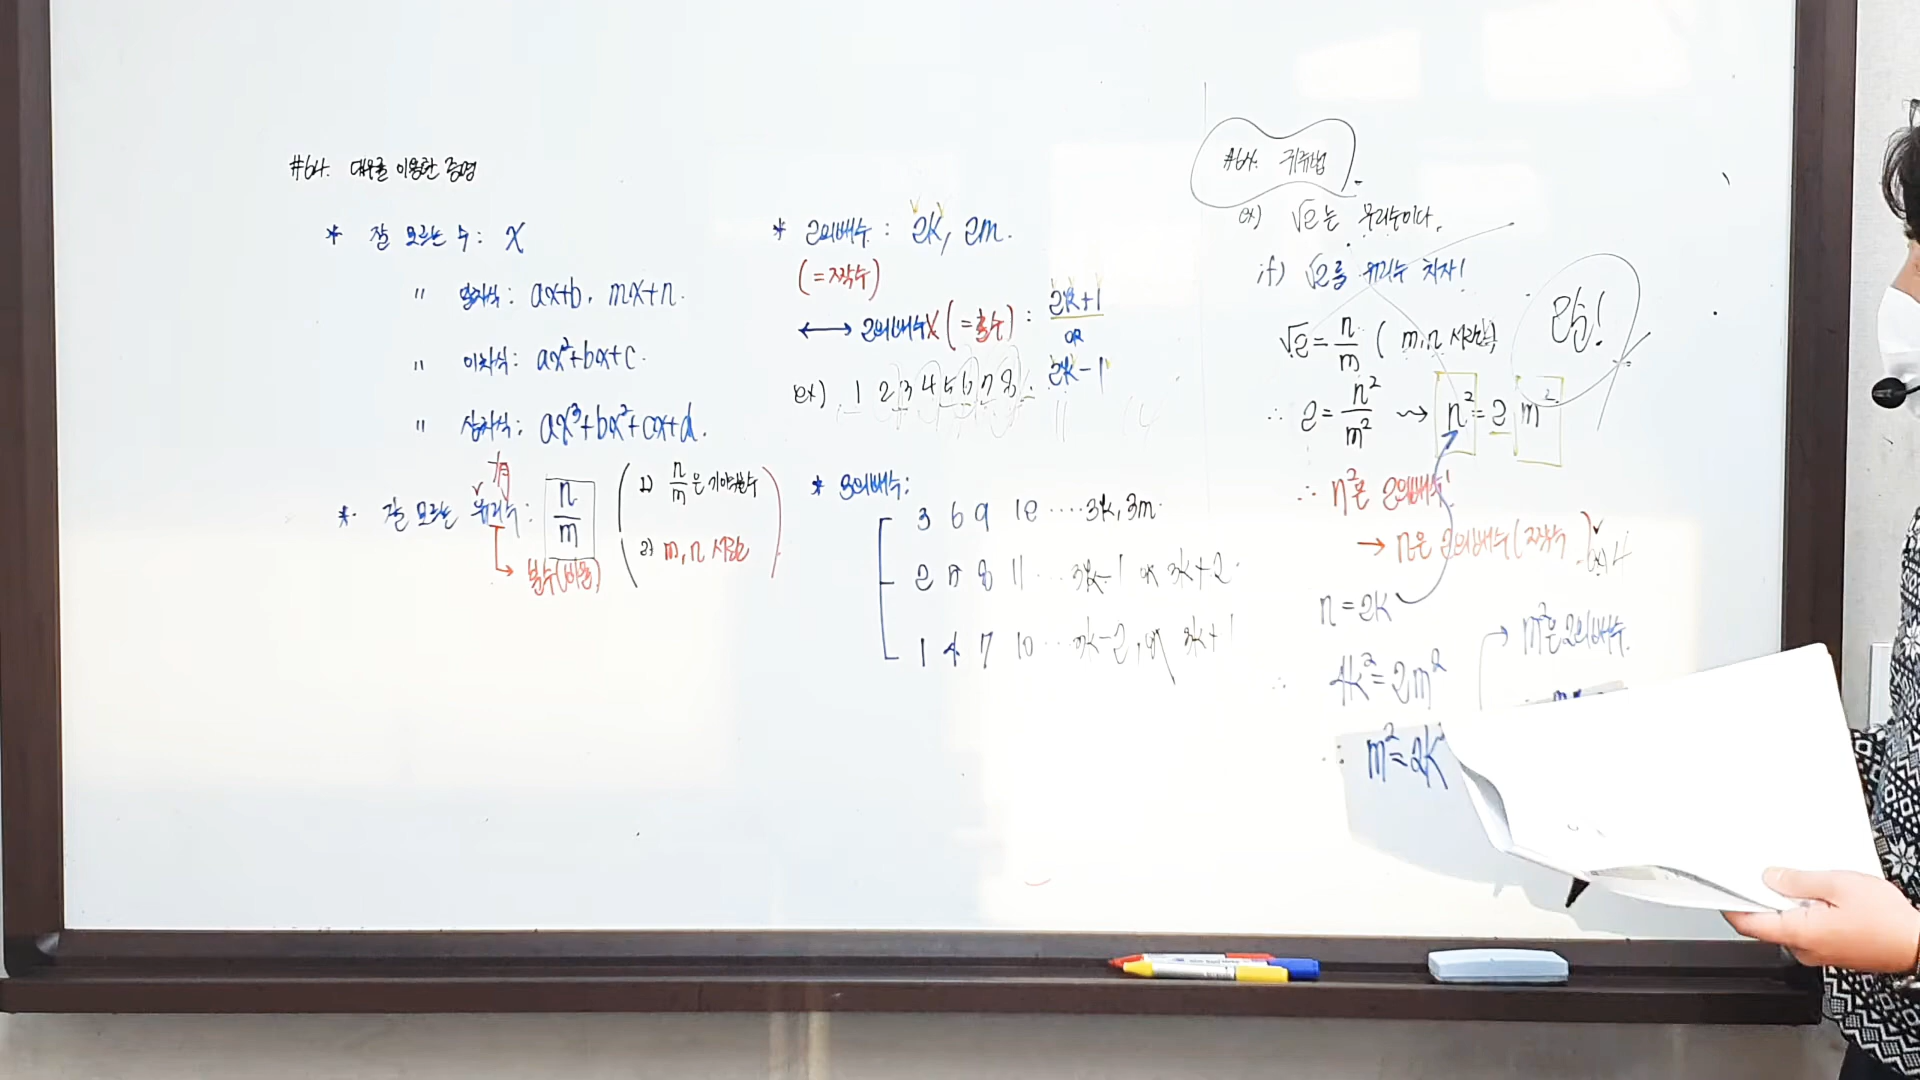 #64. 대우를 이용한 증명
* 잘 모르는 수: x
〃 일차식: ax+b, mx+n.
〃 이차식: ax²+bx+c.
〃 삼차식: ax³+bx²+cx+d.
*. 잘 모르는 유리수: n/m
有
→ 분수(비율)
1) n/m은 기약분수
2) m,n 서로소
* 2의배수: 2k, 2m.
(=짝수)
↔ 2의배수X (=홀수): 2k+1
OR
2k-1
ex) 1 2 3 4 5 6 7 8
* 3의배수:
3 6 9 12 ····3k, 3m.
2 5 8 11 ···3k-1 or 3k+2.
1 4 7 10 ···3k-2, or 3k+1
#64. 귀류법
ex) √2는 무리수이다.
if) √2를 유리수 치자!
√2=n/m (m,n 서로소)
모순!
∴ 2=n²/m² ⇝ n²=2m²
∴ n²은 2의배수!
→ n은 2의배수(짝수)
n=2k
∴ 4k²=2m²
∴ m²=2k²
→ m²은 2의배수.